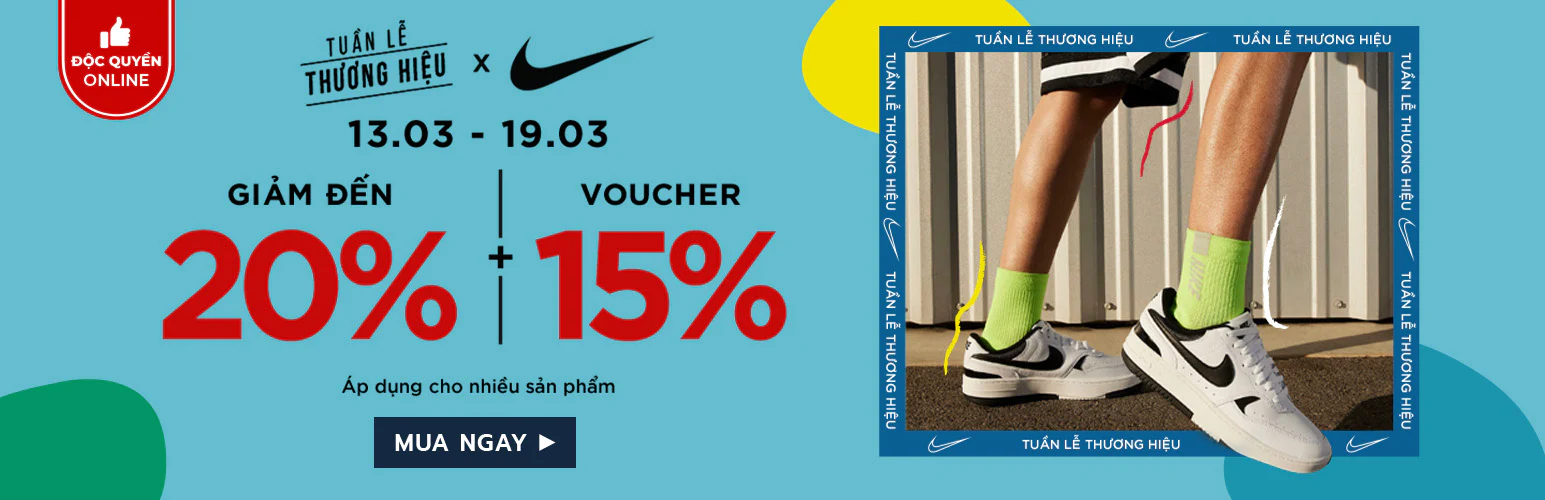 ĐỘC QUYỀN
ONLINE
TUẦN LỄ
THƯƠNG HIỆU x
13.03 - 19.03
GIẢM ĐẾN
20%
+
VOUCHER
15%
Áp dụng cho nhiều sản phẩm
MUA NGAY
TUẦN LỄ THƯƠNG HIỆU TUẦN LỄ THƯƠNG HIỆU
TUẦN LỄ THƯƠNG HIỆU
TUẦN LỄ THƯƠNG HIỆU
TUẦN LỄ THƯƠNG HIỆU
TUẦN LỄ THƯƠNG HIỆU
NIKE
TUẦN LỄ THƯƠNG HIỆU